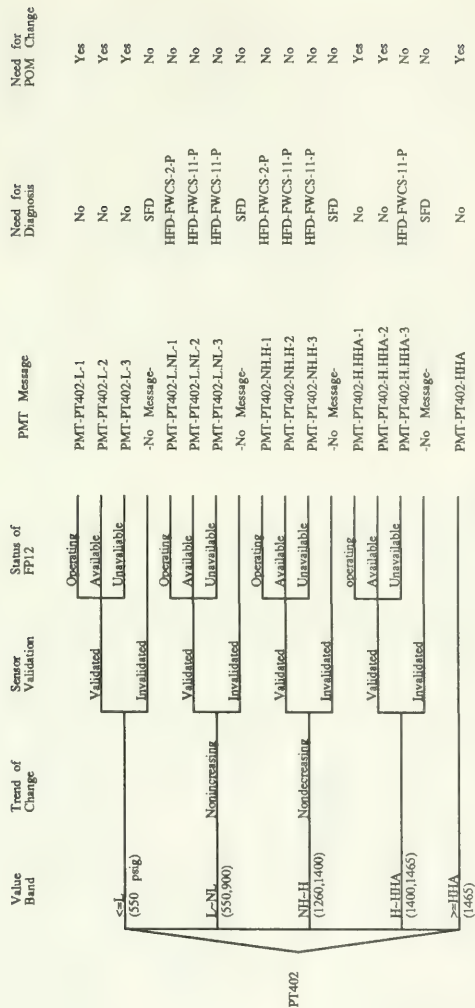 Value Band
Trend of Change
Sensor Validation
Status of FP12
PMT Message
Need for Diagnosis
Need for POM Change
PT402
<=L (550 psig)
Validated
Operating
PMT-PT402-L-1
No
Yes
Available
PMT-PT402-L-2
No
Yes
Unavaliable
PMT-PT402-L-3
No
Yes
Invalidated
-No Message-
SFD
No
L~NL (550,900)
Nonincreasing
Validated
Operating
PMT-PT402-L.NL-1
HFD-FWCS-2-P
No
Available
PMT-PT402-L.NL-2
HFD-FWCS-11-P
No
Unavailable
PMT-PT402-L.NL-3
HFD-FWCS-11-P
No
Invalidated
-No Message-
SFD
No
NH~H (1260,1400)
Nondecreasing
Validated
Operating
PMT-PT402-NH.H-1
HFD-FWCS-2-P
No
Available
PMT-PT402-NH.H-2
HFD-FWCS-11-P
No
Unavailable
PMT-PT402-NH.H-3
HFD-FWCS-11-P
No
Invalidated
-No Message-
SFD
No
H~HHA (1400,1465)
Validated
operating
PMT-PT402-H.HHA-1
No
Yes
Available
PMT-PT402-H.HHA-2
No
Yes
Unavailable
PMT-PT402-H.HHA-3
HFD-FWCS-11-P
No
Invalidated
-No Message-
SFD
No
>=HHA (1465)
PMT-PT402-HHA
No
Yes